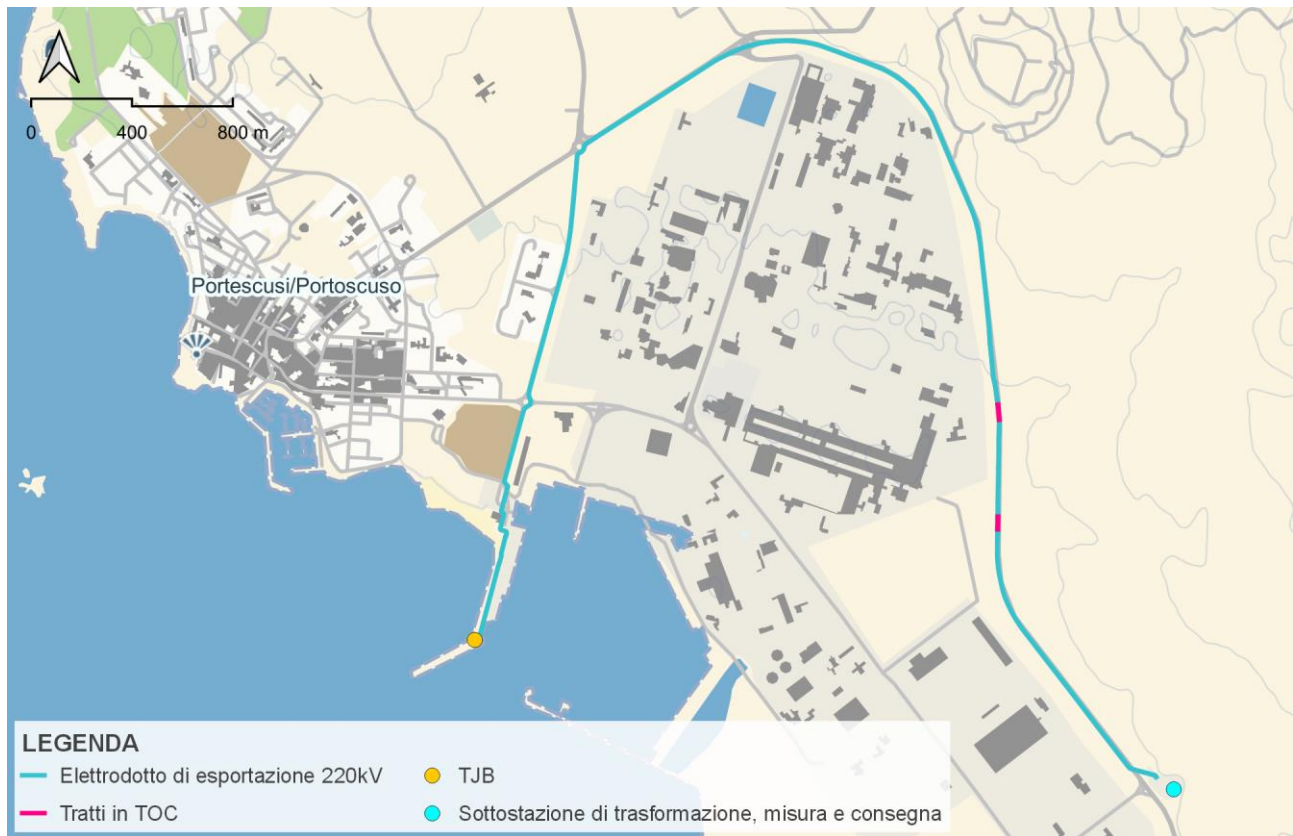 0 400 800 m
Portescusi/Portoscuso
LEGENDA
Elettrodotto di esportazione 220kV
TJB
Tratti in TOC
Sottostazione di trasformazione, misura e consegna